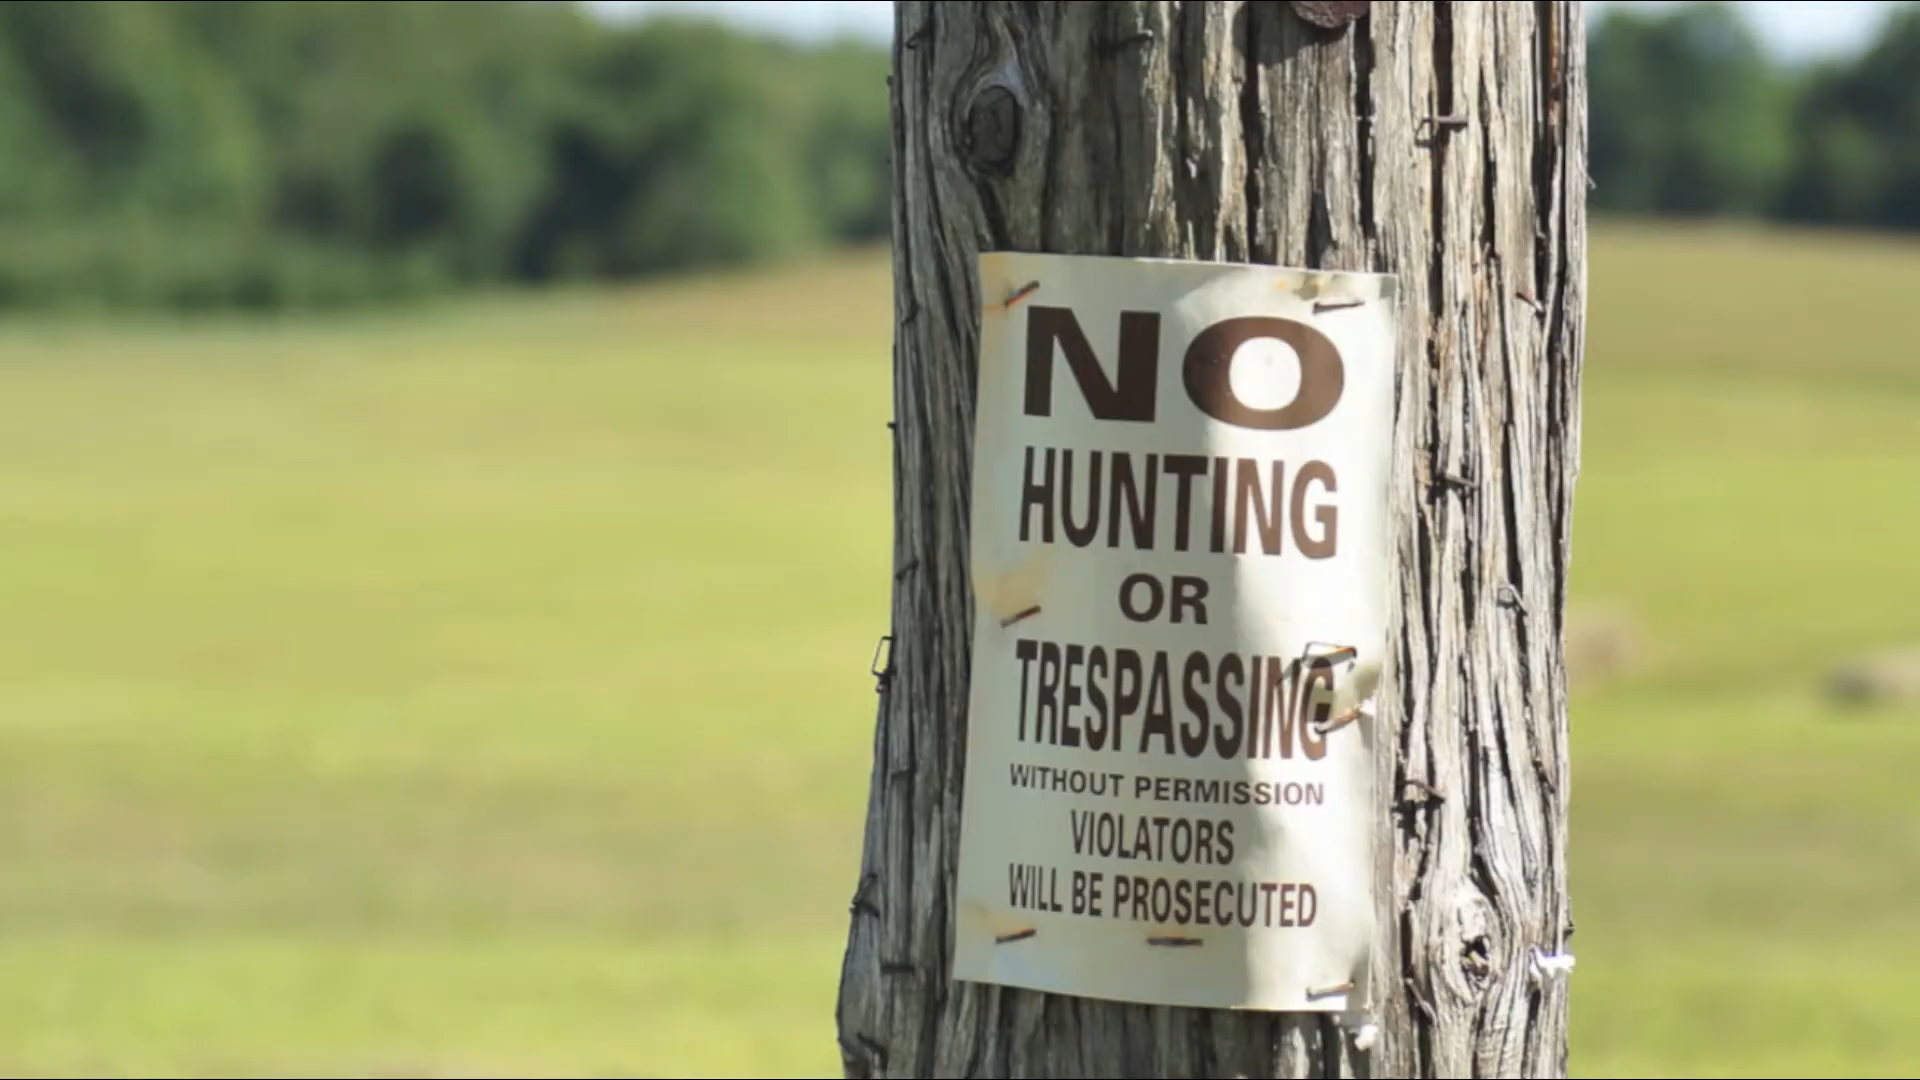 NO
HUNTING
OR
TRESPASSING
WITHOUT PERMISSION
VIOLATORS
WILL BE PROSECUTED